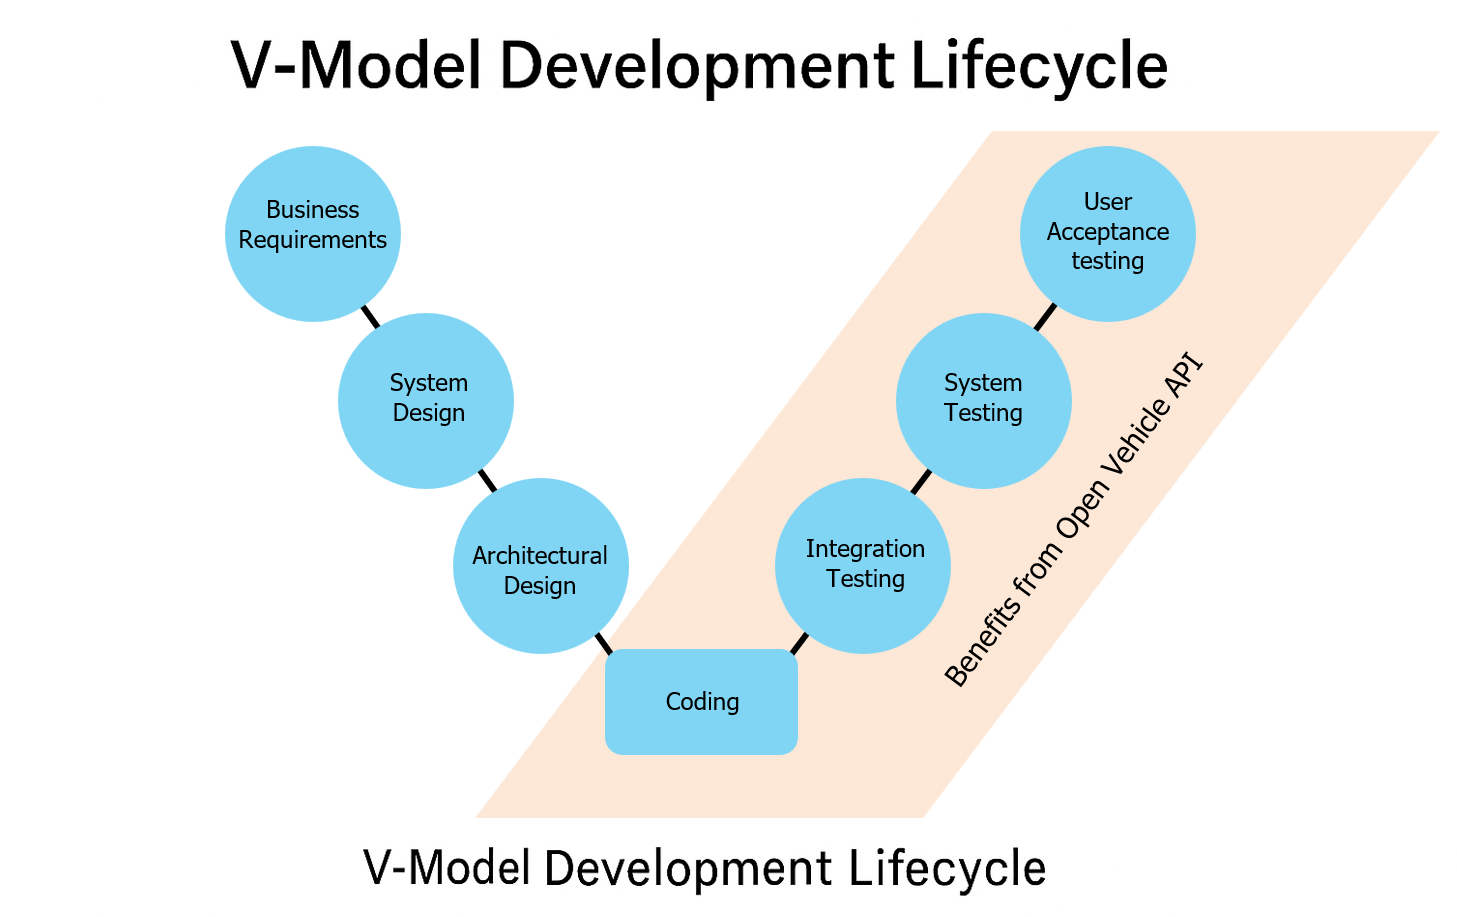 V-Model Development Lifecycle
Business
Requirements
System
Design
Architectural
Design
Coding
Integration
Testing
System
Testing
User
Acceptance
testing
Benefits from Open Vehicle API
V-Model Development Lifecycle